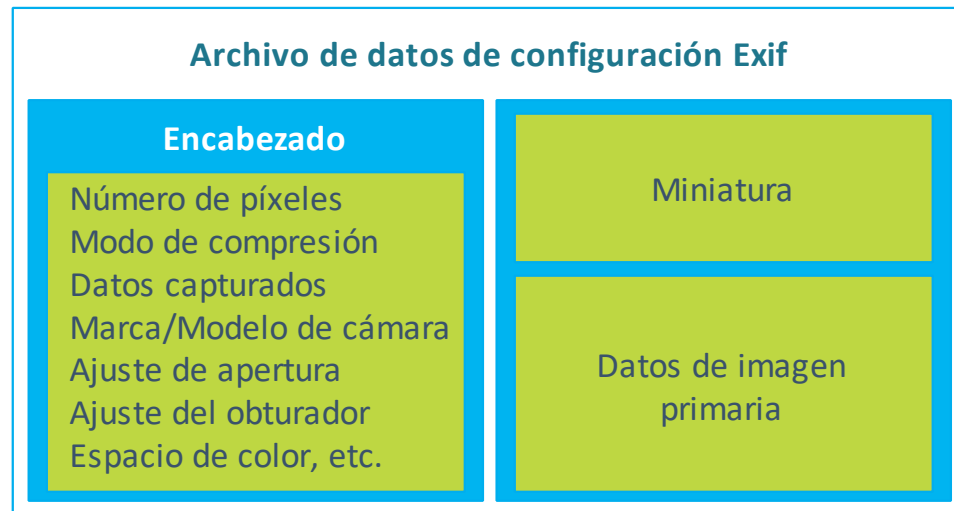 Archivo de datos de configuración Exif
Encabezado
Número de píxeles
Modo de compresión
Datos capturados
Marca/Modelo de cámara
Ajuste de apertura
Ajuste del obturador
Espacio de color, etc.
Miniatura
Datos de imagen
primaria